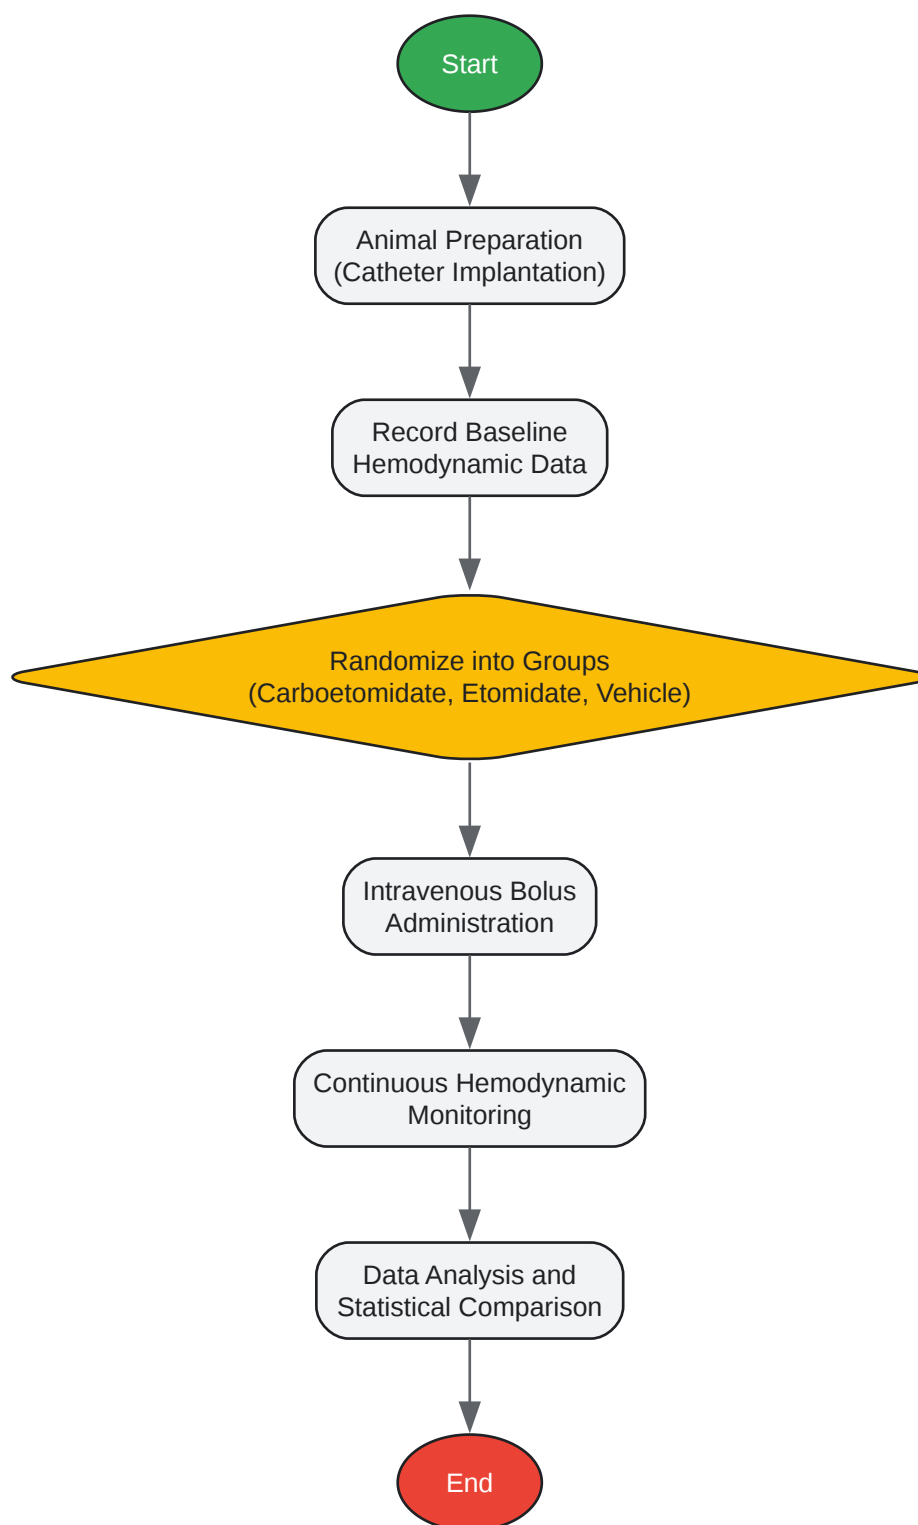 Start
Animal Preparation
(Catheter Implantation)
Record Baseline
Hemodynamic Data
Randomize into Groups
(Carboetomidate, Etomidate, Vehicle)
Intravenous Bolus
Administration
Continuous Hemodynamic
Monitoring
Data Analysis and
Statistical Comparison
End